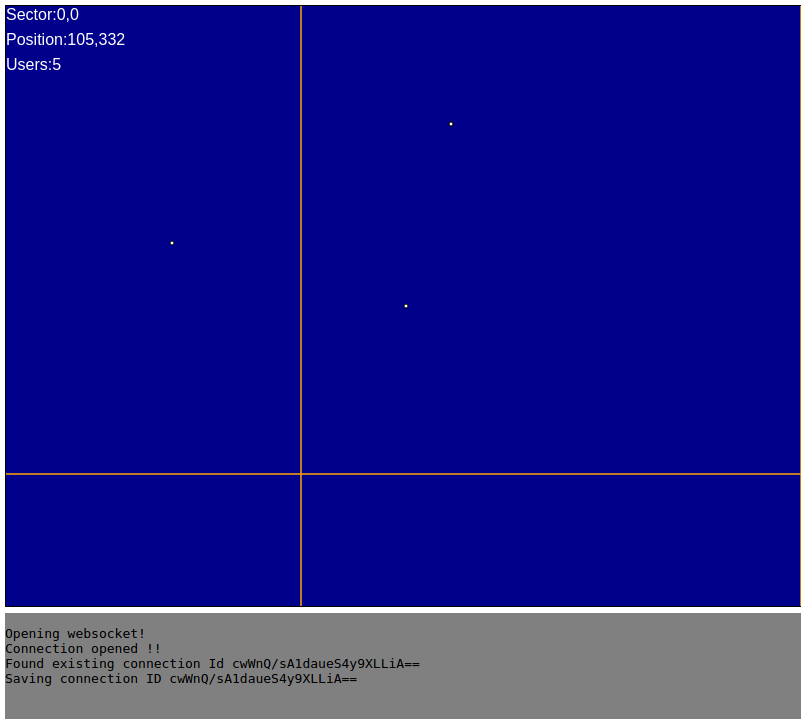 Sector:0,0
Position:105,332
Users:5
Opening websocket!
Connection opened !!
Found existing connection Id cwWnQ/sA1daueS4y9XLLiA==
Saving connection ID cwWnQ/sA1daueS4y9XLLiA==